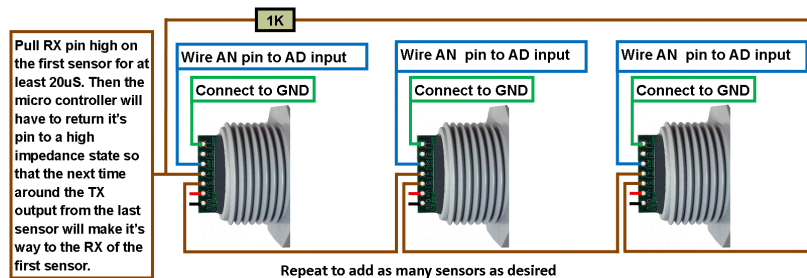 1K
Pull RX pin high on
the first sensor for at
least 20uS. Then the
micro controller will
have to return it's
pin to a high
impedance state so
that the next time
around the TX
output from the last
sensor will make it's
way to the RX of the
first sensor.
Wire AN pin to AD input
Connect to GND
Wire AN pin to AD input
Connect to GND
Wire AN pin to AD input
Connect to GND
Repeat to add as many sensors as desired